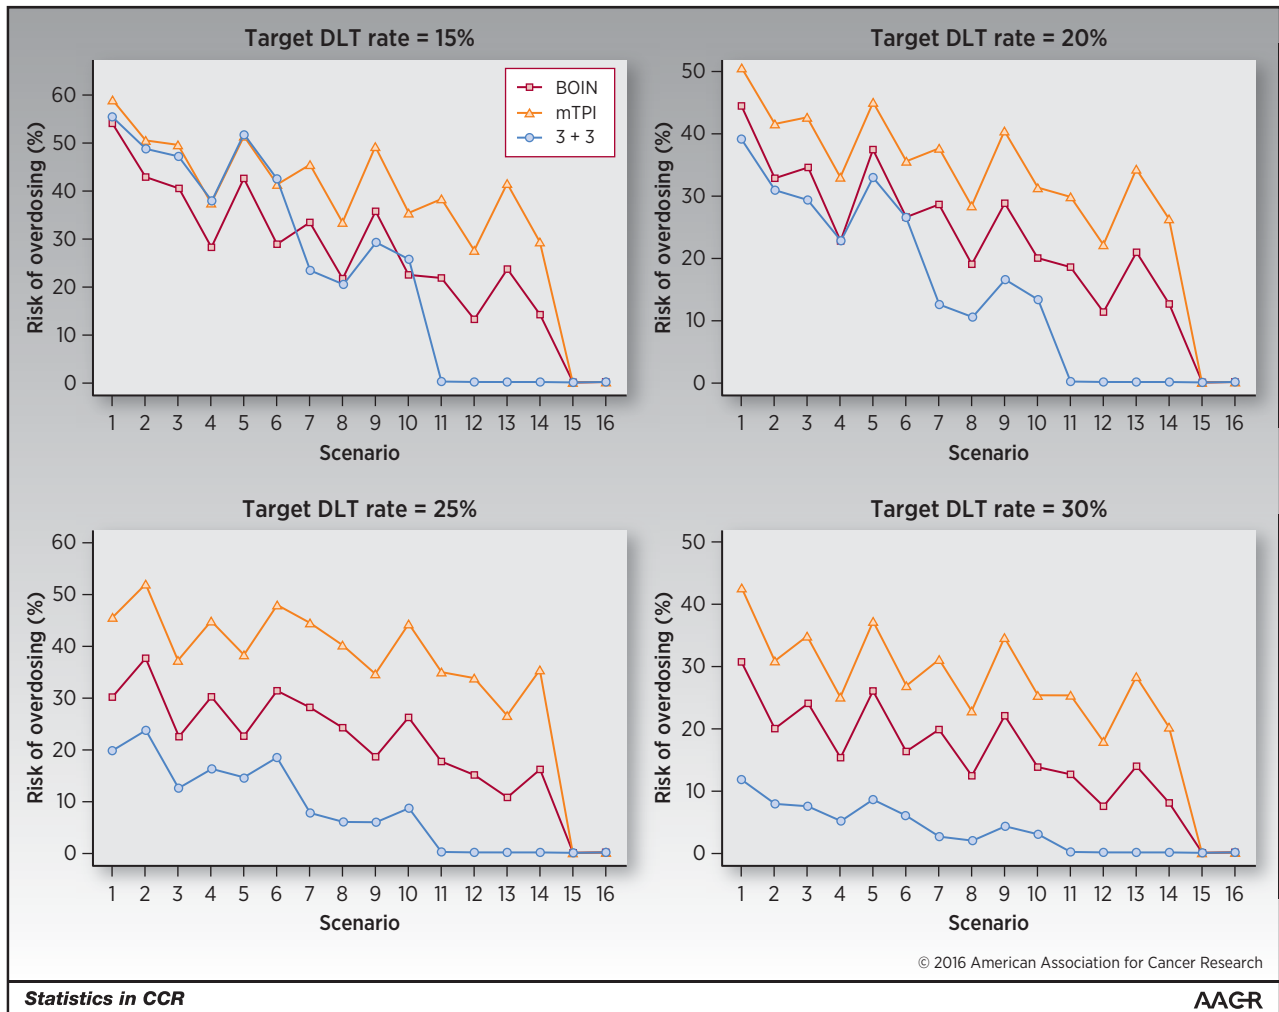 Target DLT rate = 15%
Risk of overdosing (%)
60
50
40
30
20
10
0
BOIN
mTPI
3 + 3
1 2 3 4 5 6 7 8 9 10 11 12 13 14 15 16
Scenario
Target DLT rate = 20%
Risk of overdosing (%)
50
40
30
20
10
0
1 2 3 4 5 6 7 8 9 10 11 12 13 14 15 16
Scenario
Target DLT rate = 25%
Risk of overdosing (%)
60
50
40
30
20
10
0
1 2 3 4 5 6 7 8 9 10 11 12 13 14 15 16
Scenario
Target DLT rate = 30%
Risk of overdosing (%)
50
40
30
20
10
0
1 2 3 4 5 6 7 8 9 10 11 12 13 14 15 16
Scenario
© 2016 American Association for Cancer Research
Statistics in CCR
AACR